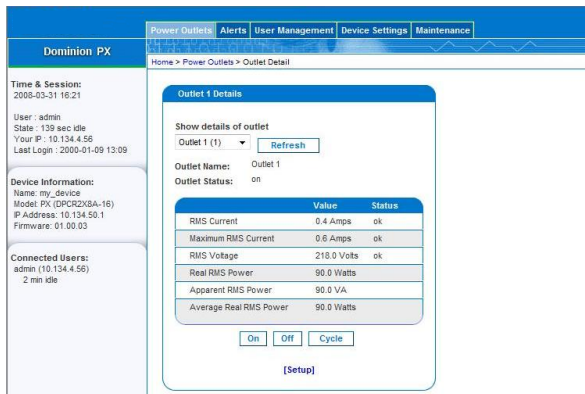 Power Outlets Alerts User Management Device Settings Maintenance
Dominion PX
Home > Power Outlets > Outlet Detail
Time & Session:
2008-03-31 16:21
User : admin
State : 139 sec idle
Your IP : 10.134.4.56
Last Login : 2000-01-09 13:09
Device Information:
Name: my_device
Model: PX (DPCR2X8A-16)
IP Address: 10.134.50.1
Firmware: 01.00.03
Connected Users:
admin (10.134.4.56)
2 min idle
Outlet 1 Details
Show details of outlet
Outlet 1 (1) Refresh
Outlet Name: Outlet 1
Outlet Status: on
Value Status
RMS Current 0.4 Amps ok
Maximum RMS Current 0.6 Amps ok
RMS Voltage 218.0 Volts ok
Real RMS Power 90.0 Watts
Apparent RMS Power 90.0 VA
Average Real RMS Power 90.0 Watts
On Off Cycle
[Setup]